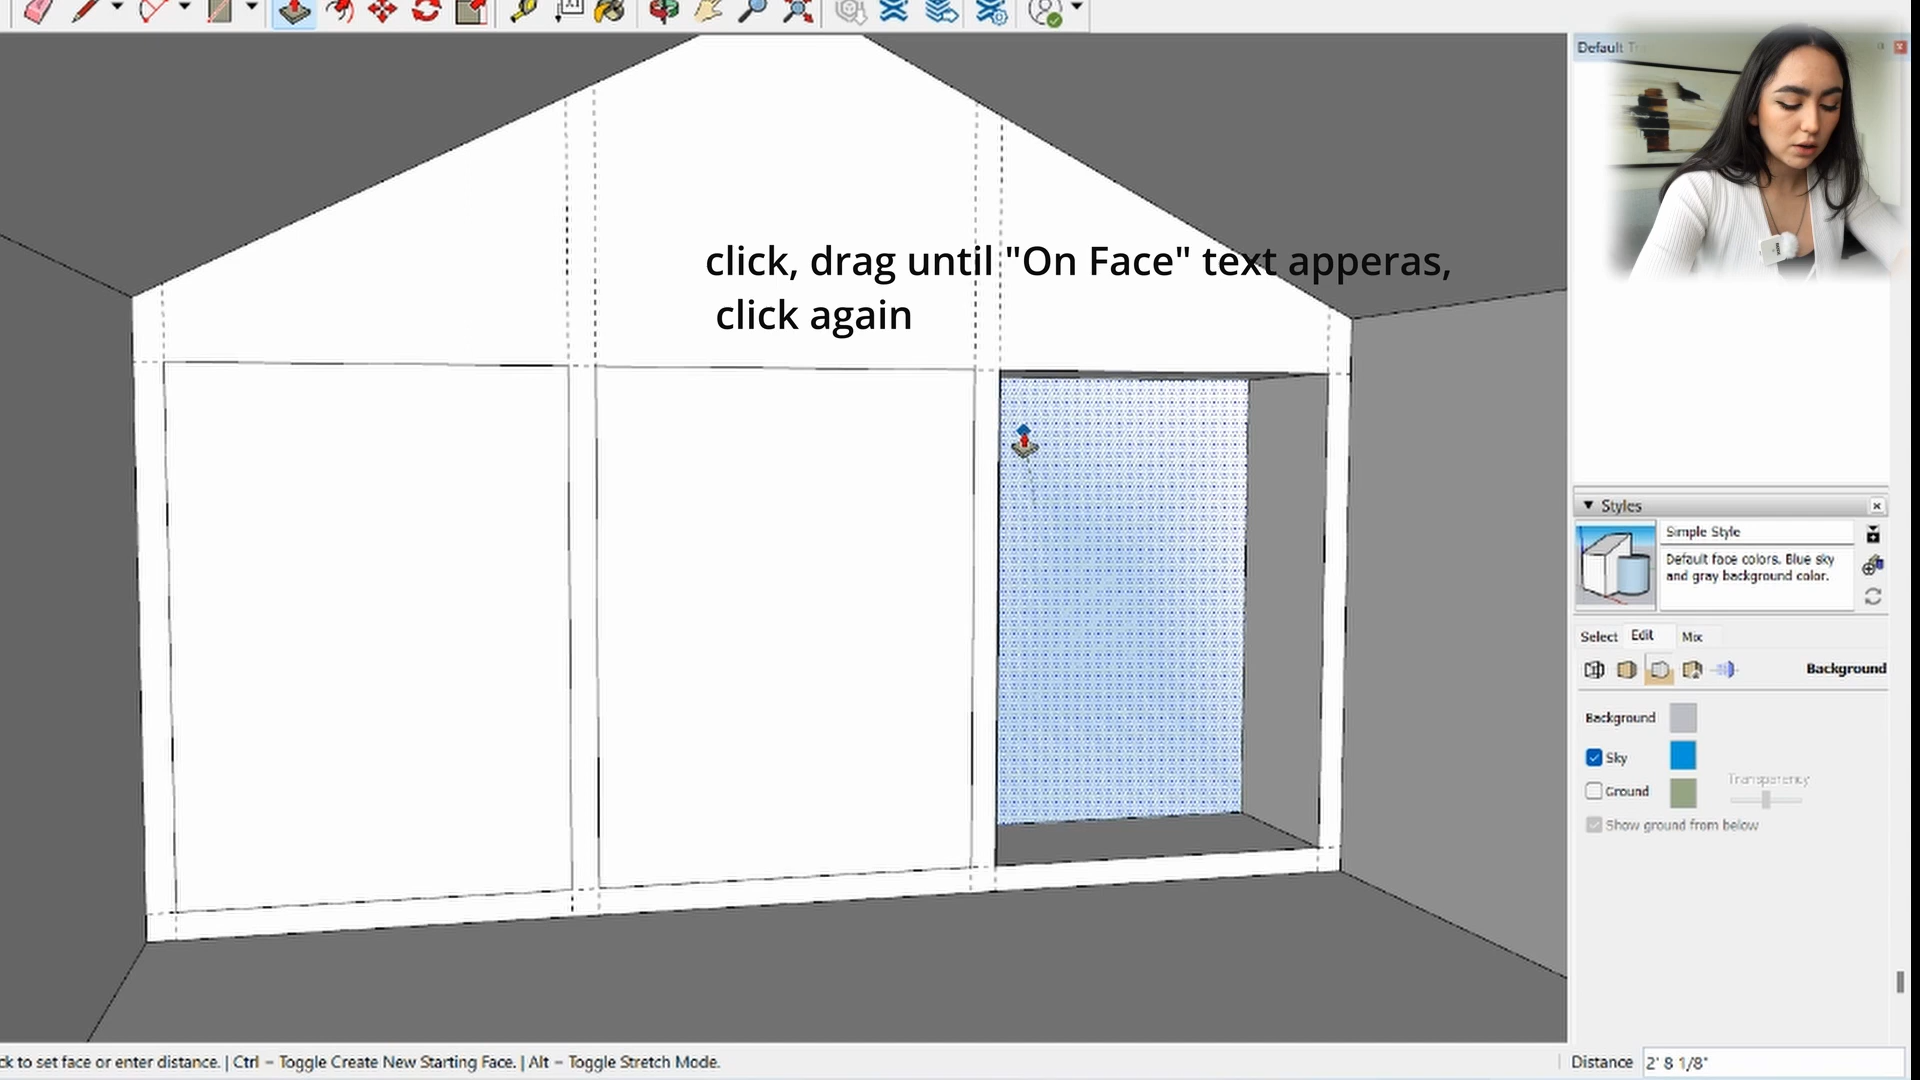 Default
click, drag until "On Face" text apperas,
click again
Styles
Simple Style
Default face colors. Blue sky
and gray background color.
Select Edit Mix
Background
Background
Sky
Transparency
Ground
Show ground from below
to set face or enter distance. | Ctrl = Toggle Create New Starting Face. | Alt = Toggle Stretch Mode.
Distance 2' 8 1/8"